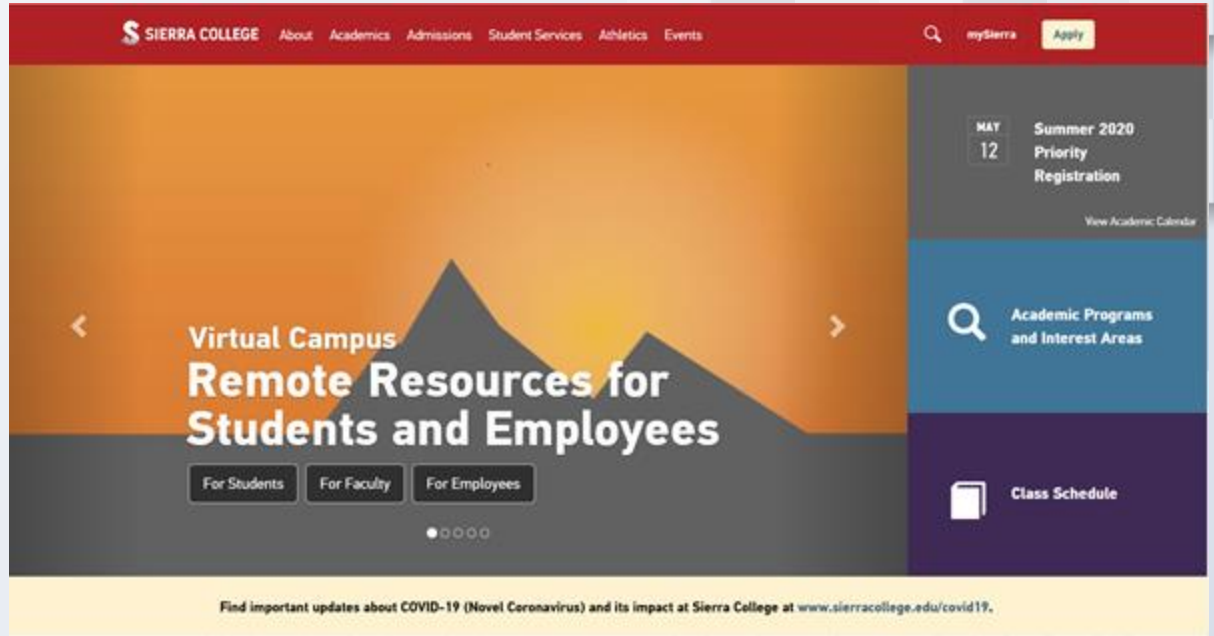 SIERRA COLLEGE About Academics Admissions Student Services Athletics Events mySierra Apply
MAY
12
Summer 2020
Priority
Registration
View Academic Calendar
Virtual Campus
Remote Resources for
Students and Employees
For Students For Faculty For Employees
Academic Programs
and Interest Areas
Class Schedule
Find important updates about COVID-19 (Novel Coronavirus) and its impact at Sierra College at www.sierracollege.edu/covid19.